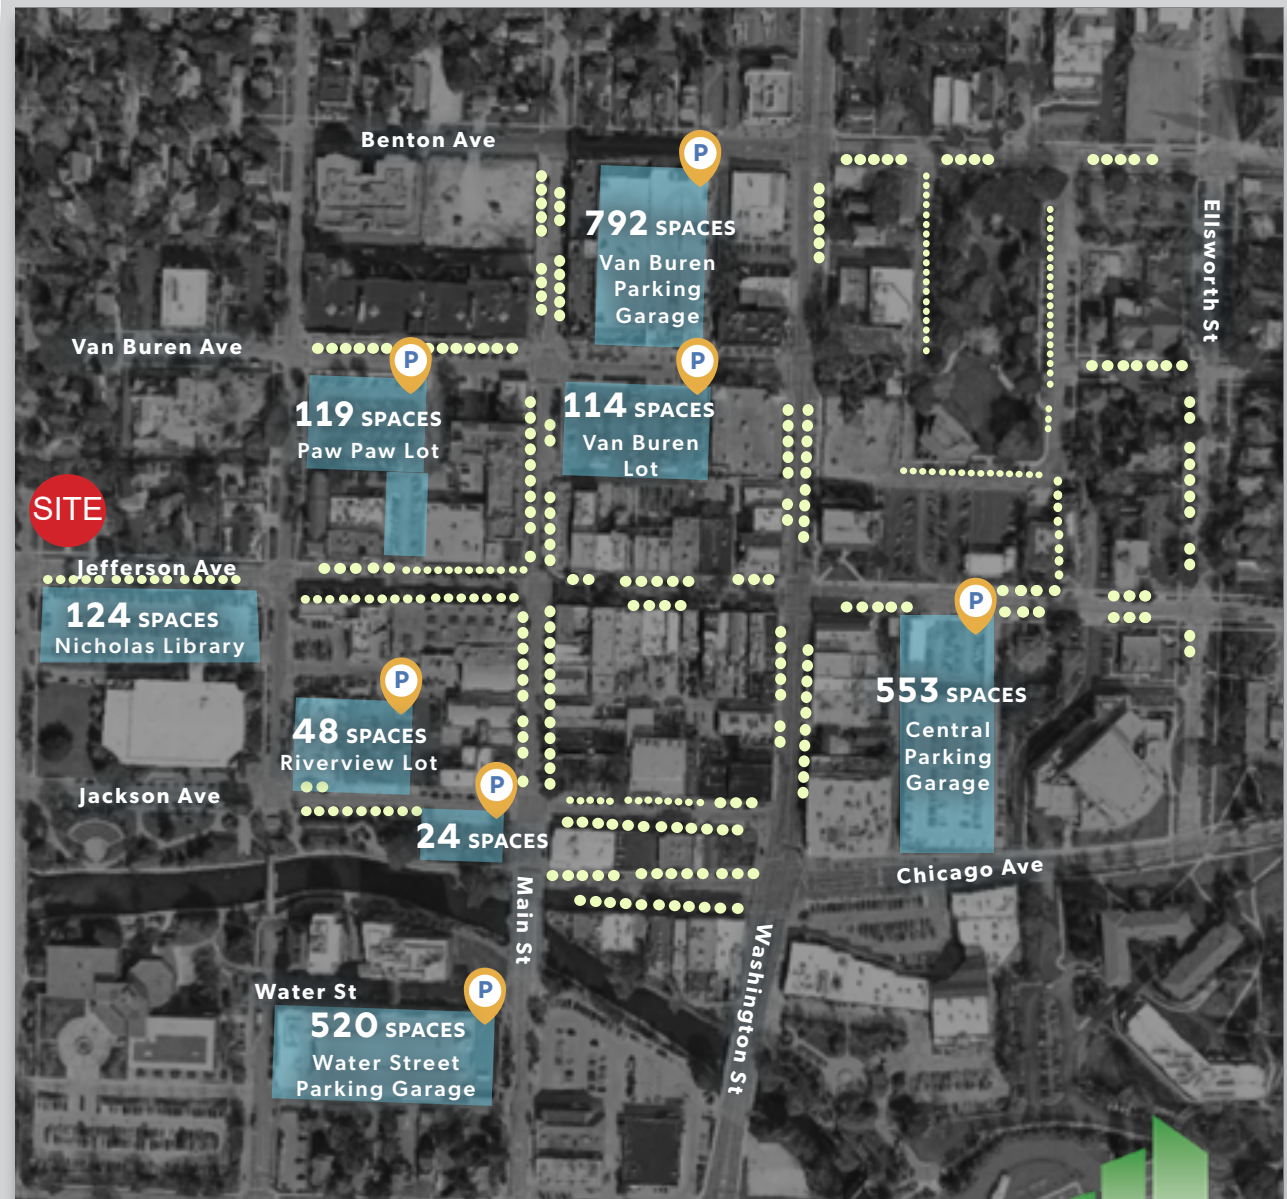 Benton Ave
P
792 SPACES
Van Buren
Parking
Garage
Ellsworth St
Van Buren Ave
P
P
119 SPACES
Paw Paw Lot
114 SPACES
Van Buren
Lot
SITE
Jefferson Ave
124 SPACES
Nicholas Library
P
553 SPACES
Central
Parking
Garage
P
48 SPACES
Riverview Lot
Jackson Ave
P
24 SPACES
Chicago Ave
Main St
Washington St
Water St
P
520 SPACES
Water Street
Parking Garage